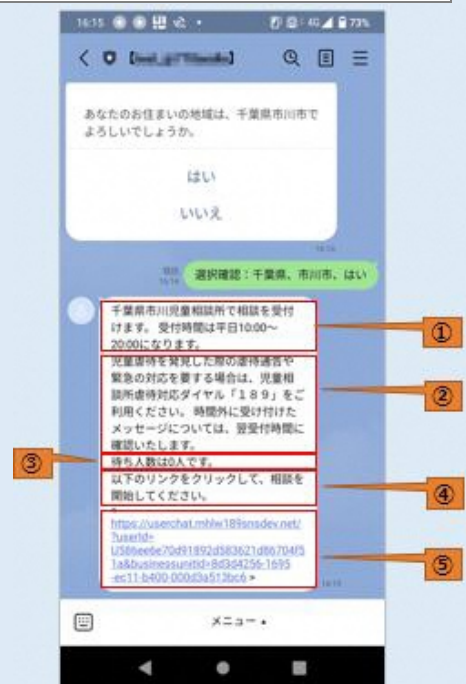 16:15
4G 73%
あなたのお住まいの地域は、千葉県市川市で
よろしいでしょうか。
はい
いいえ
16:14
既読
16:14
選択確認：千葉県、市川市、はい
千葉県市川児童相談所で相談を受付
けます。 受付時間は平日10:00～
20:00になります。
①
児童虐待を発見した際の虐待通告や
緊急の対応を要する場合は、児童相
談所虐待対応ダイヤル「１８９」をご
利用ください。 時間外に受け付けた
メッセージについては、翌受付時間に
確認いたします。
②
③
待ち人数は0人です。
以下のリンクをクリックして、相談を
開始してください。
④
https://userchat.mhlw189snsdev.net/
?userId=
U586ee6e70d91892d583621d86704f5
1a&businessunitid=8d3d4256-1695
-ec11-b400-000d3a513bc6 »
⑤
メニュー